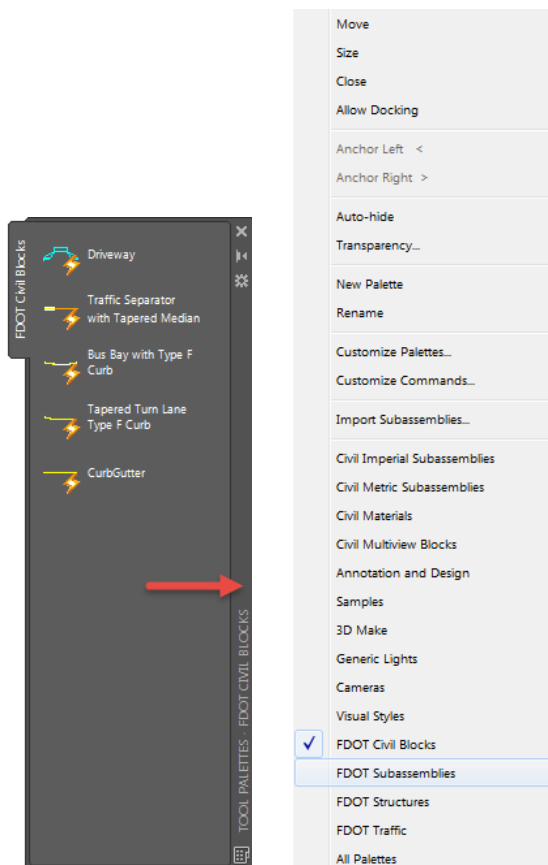 FDOT Civil Blocks
Driveway
Traffic Separator
with Tapered Median
Bus Bay with Type F
Curb
Tapered Turn Lane
Type F Curb
CurbGutter
TOOL PALETTES - FDOT CIVIL BLOCKS
Move
Size
Close
Allow Docking
Anchor Left <
Anchor Right >
Auto-hide
Transparency...
New Palette
Rename
Customize Palettes...
Customize Commands...
Import Subassemblies...
Civil Imperial Subassemblies
Civil Metric Subassemblies
Civil Materials
Civil Multiview Blocks
Annotation and Design
Samples
3D Make
Generic Lights
Cameras
Visual Styles
FDOT Civil Blocks
FDOT Subassemblies
FDOT Structures
FDOT Traffic
All Palettes